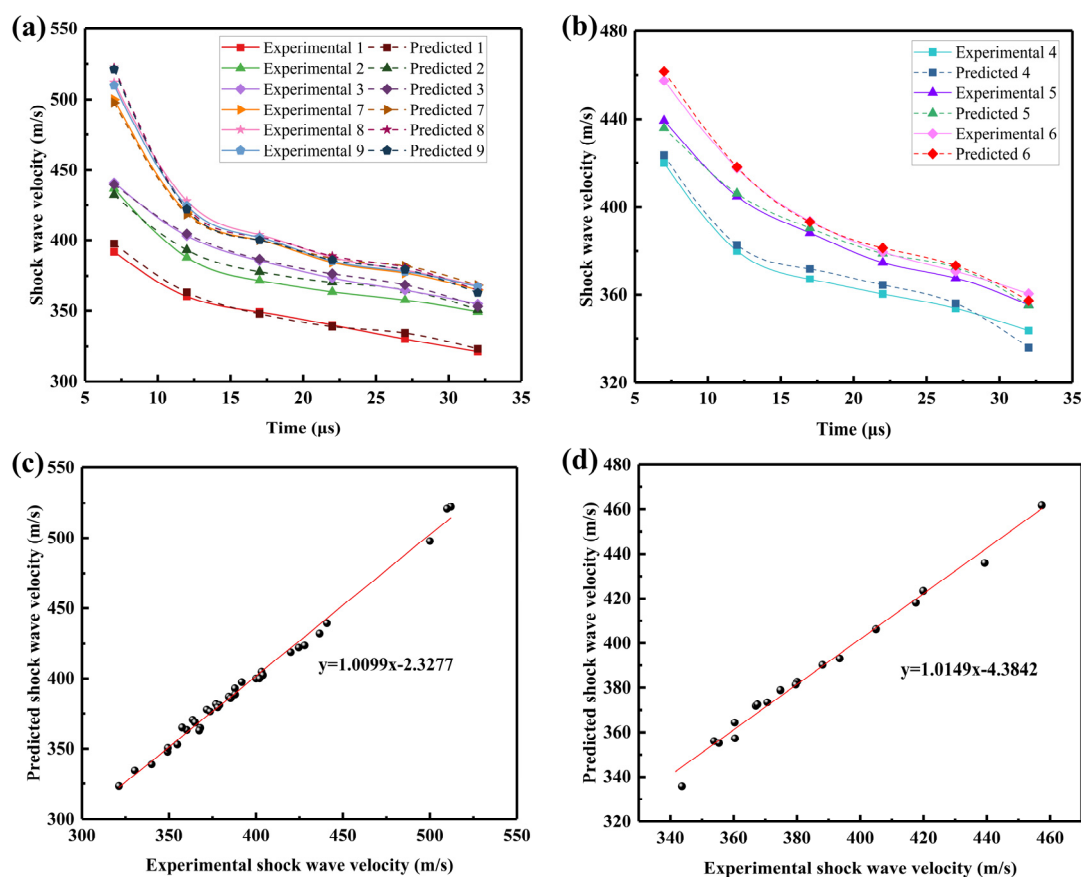 (a)
550
500
450
400
350
300
Shock wave velocity (m/s)
Experimental 1 Predicted 1
Experimental 2 Predicted 2
Experimental 3 Predicted 3
Experimental 7 Predicted 7
Experimental 8 Predicted 8
Experimental 9 Predicted 9
5 10 15 20 25 30 35
Time (μs)
(b)
480
440
400
360
320
Shock wave velocity (m/s)
Experimental 4
Predicted 4
Experimental 5
Predicted 5
Experimental 6
Predicted 6
5 10 15 20 25 30 35
Time (μs)
(c)
550
500
450
400
350
300
Predicted shock wave velocity (m/s)
y=1.0099x-2.3277
300 350 400 450 500 550
Experimental shock wave velocity (m/s)
(d)
480
460
440
420
400
380
360
340
320
Predicted shock wave velocity (m/s)
y=1.0149x-4.3842
340 360 380 400 420 440 460
Experimental shock wave velocity (m/s)